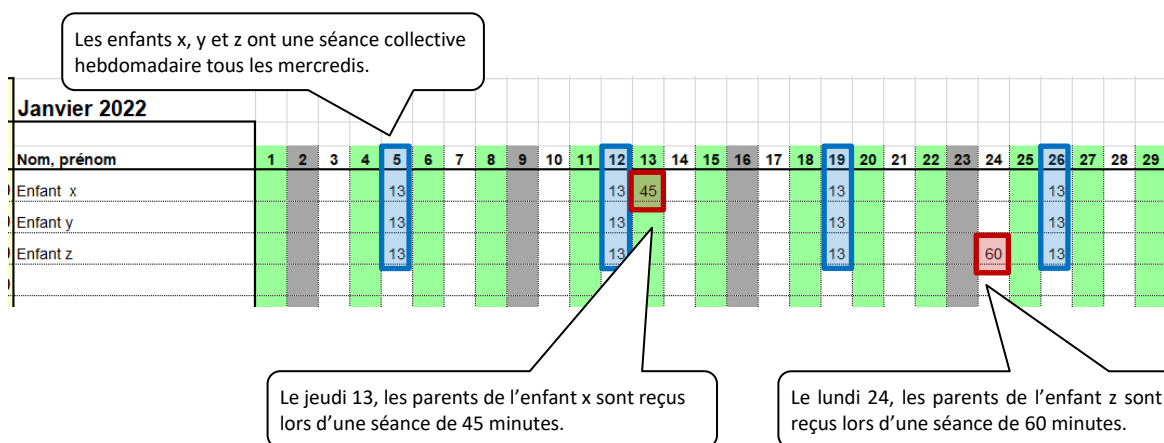 Les enfants x, y et z ont une séance collective
hebdomadaire tous les mercredis.
Janvier 2022
Nom, prénom 1 2 3 4 5 6 7 8 9 10 11 12 13 14 15 16 17 18 19 20 21 22 23 24 25 26 27 28 29
Enfant x 13 13 45 13 13
Enfant y 13 13 13 13
Enfant z 13 13 13 60 13
Le jeudi 13, les parents de l’enfant x sont reçus
lors d’une séance de 45 minutes.
Le lundi 24, les parents de l’enfant z sont
reçus lors d’une séance de 60 minutes.